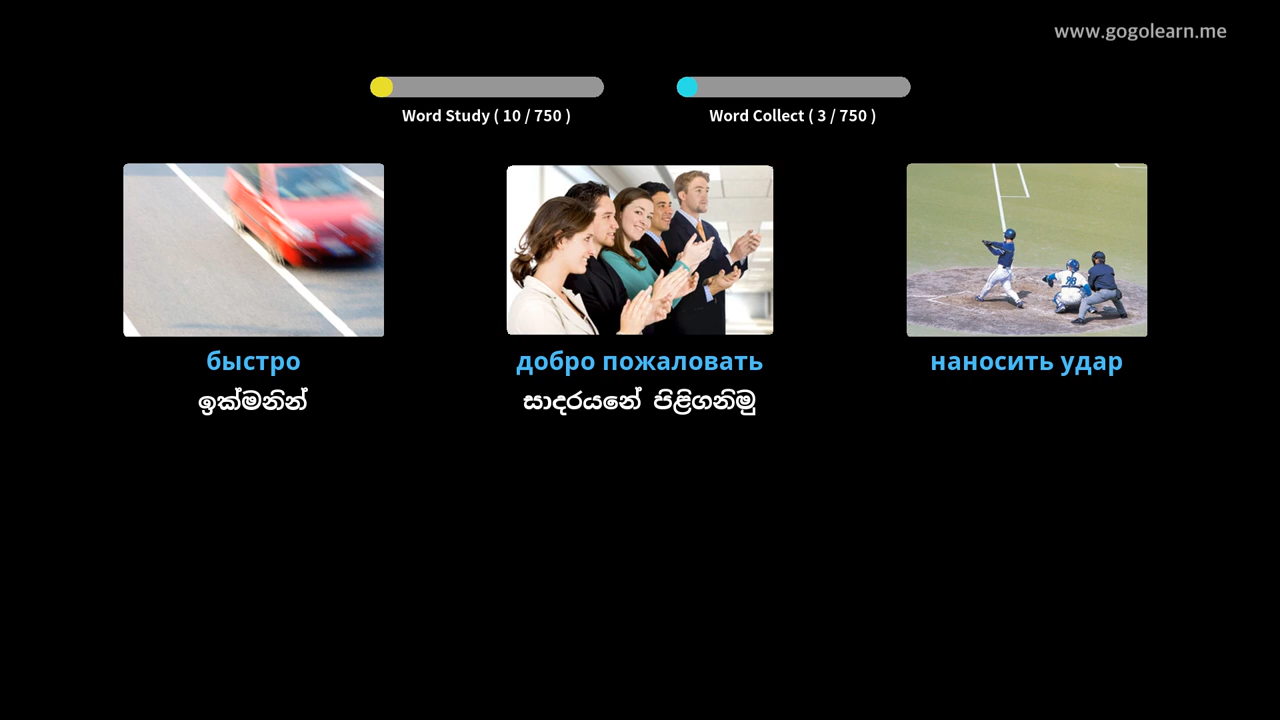 www.gogolearn.me
Word Study ( 10 / 750 )
Word Collect ( 3 / 750 )
быстро
ඉක්මනින්
добро пожаловать
සාදරයනේ පිළිගනිමු
наносить удар